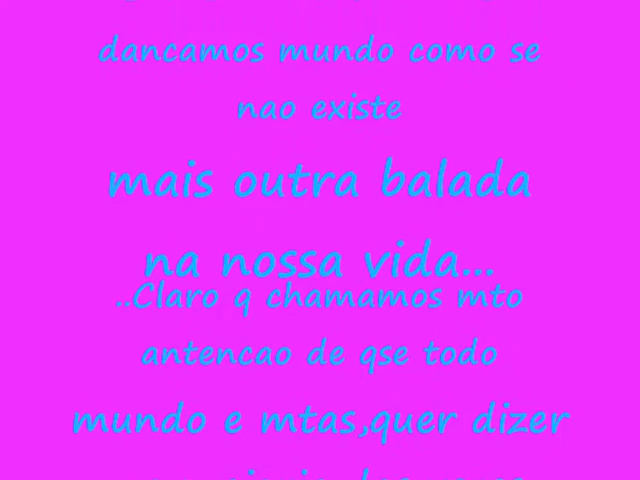 dancamos mundo como se
nao existe
mais outra balada
na nossa vida...
..Claro q chamamos mto
antencao de qse todo
mundo e mtas,quer dizer